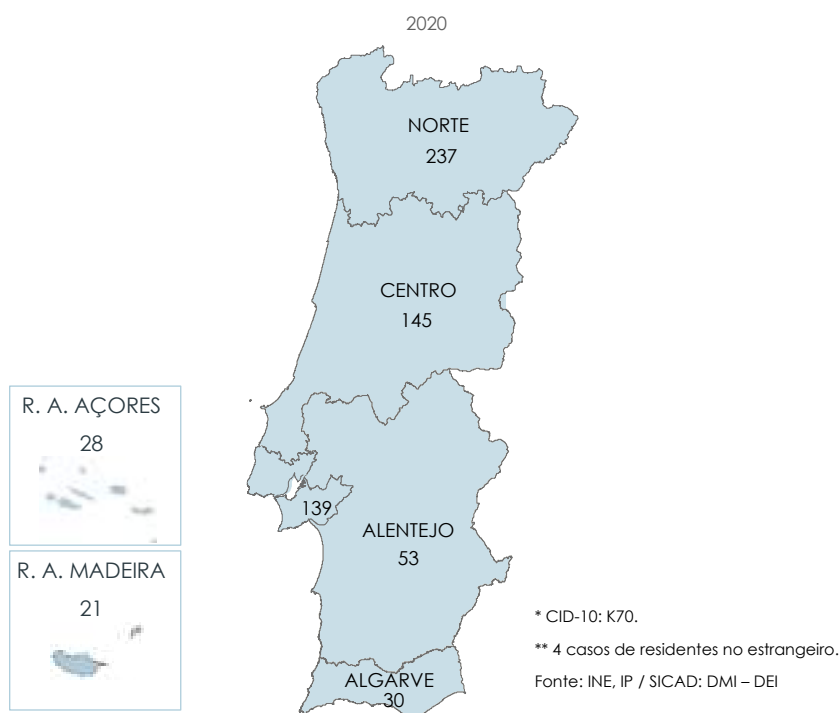 2020
NORTE
237
CENTRO
145
R. A. AÇORES
28
139
ALENTEJO
53
R. A. MADEIRA
21
ALGARVE
30
* CID-10: K70.
** 4 casos de residentes no estrangeiro.
Fonte: INE, IP / SICAD: DMI – DEI